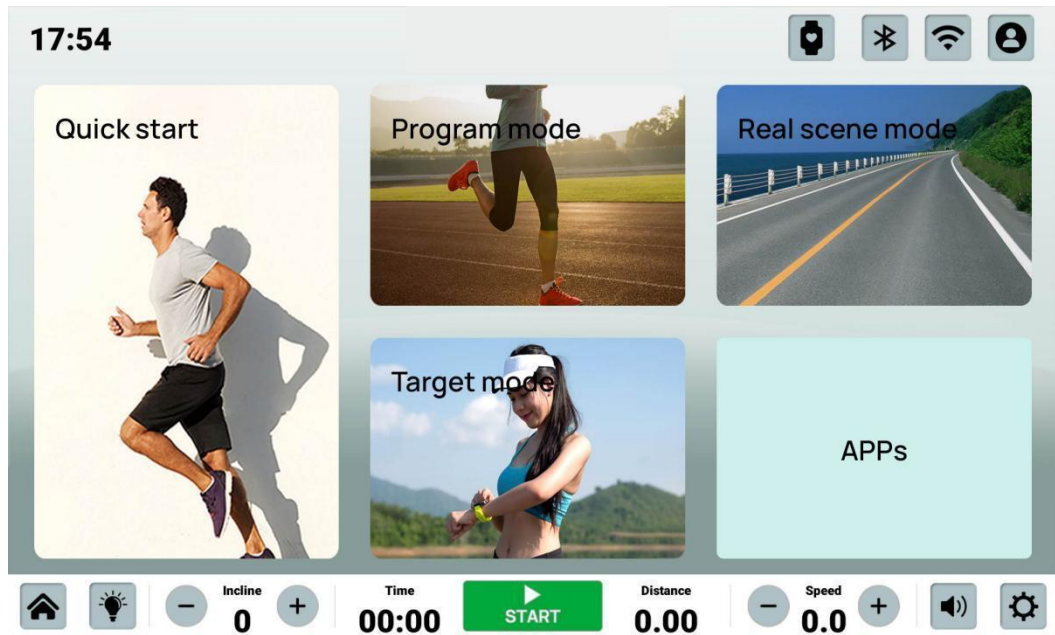 17:54
Quick start
Program mode
Real scene mode
Target mode
APPs
Incline
0
Time
00:00
START
Distance
0.00
Speed
0.0